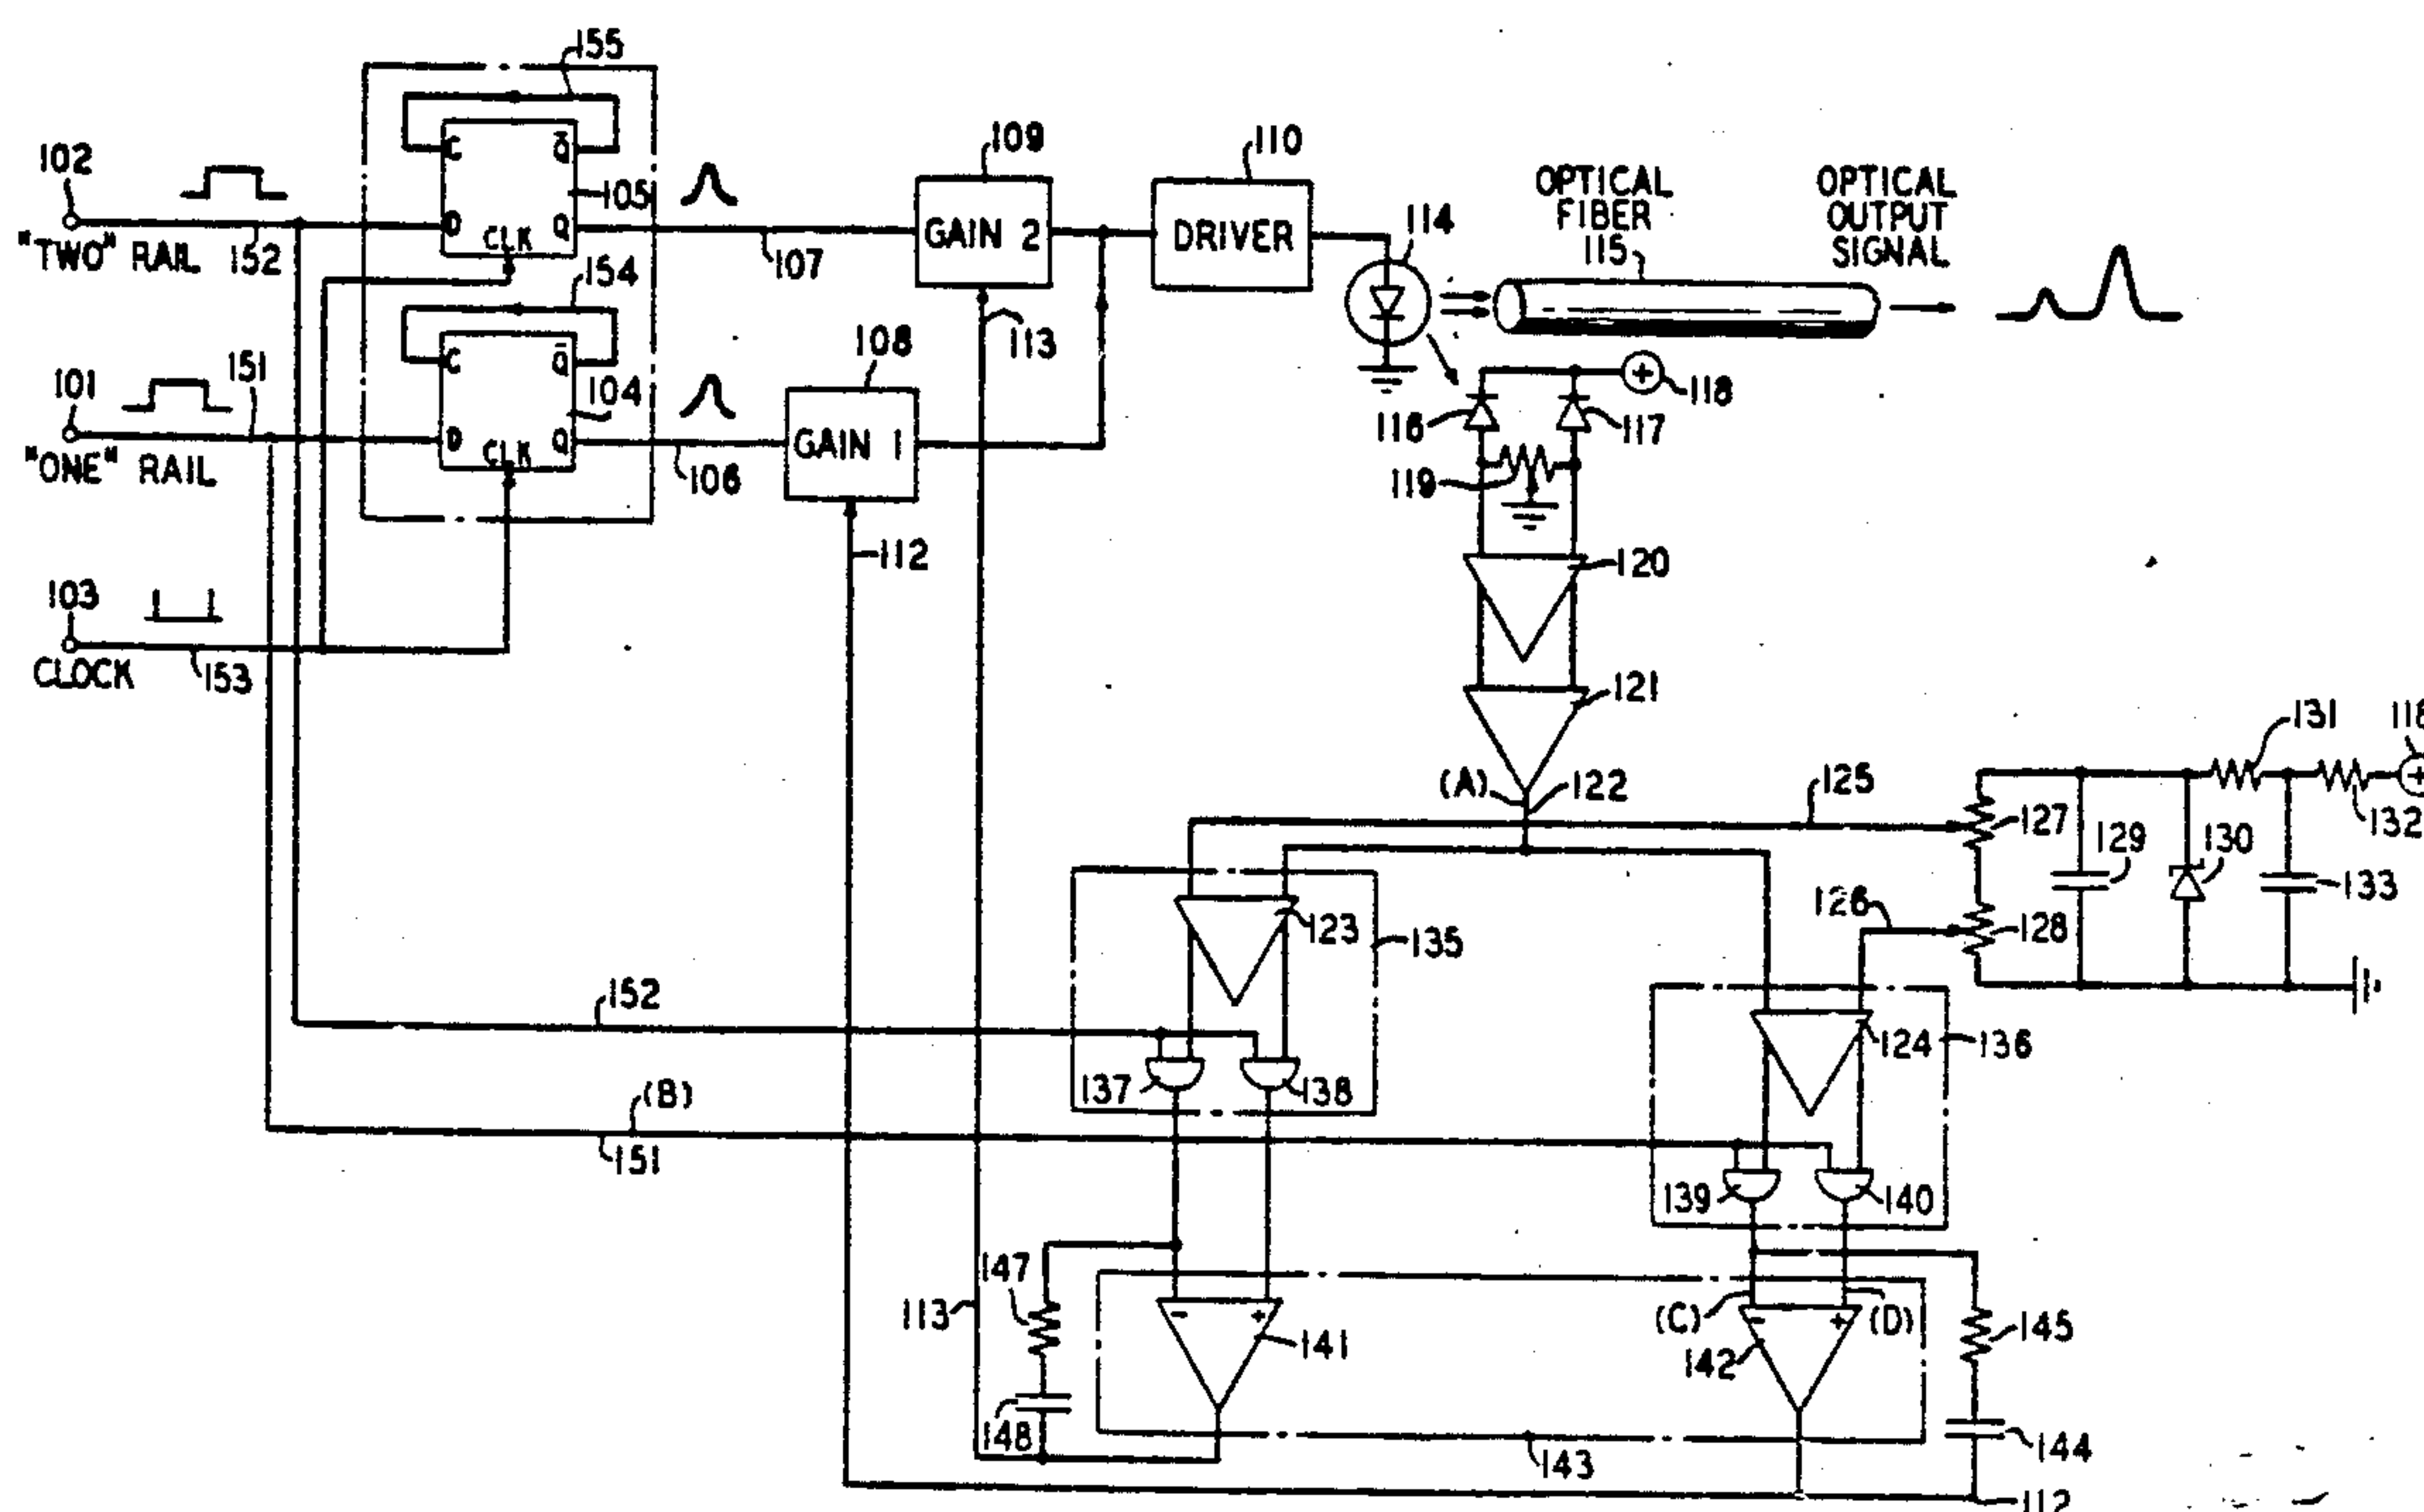 155
102
C
Q̄
105
109
110
OPTICAL
FIBER
115
OPTICAL
OUTPUT
SIGNAL
114
D
CLK
Q
GAIN 2
DRIVER
"TWO" RAIL
152
107
154
113
101
151
C
Q̄
104
108
118
116
117
D
CLK
Q
GAIN 1
119
"ONE" RAIL
106
112
120
103
CLOCK
153
121
131
118
(A)
122
125
127
129
130
132
133
126
128
123
135
152
124
136
137
138
(B)
151
139
140
147
113
-
+
141
(C)
-
+
(D)
142
145
148
143
144
112